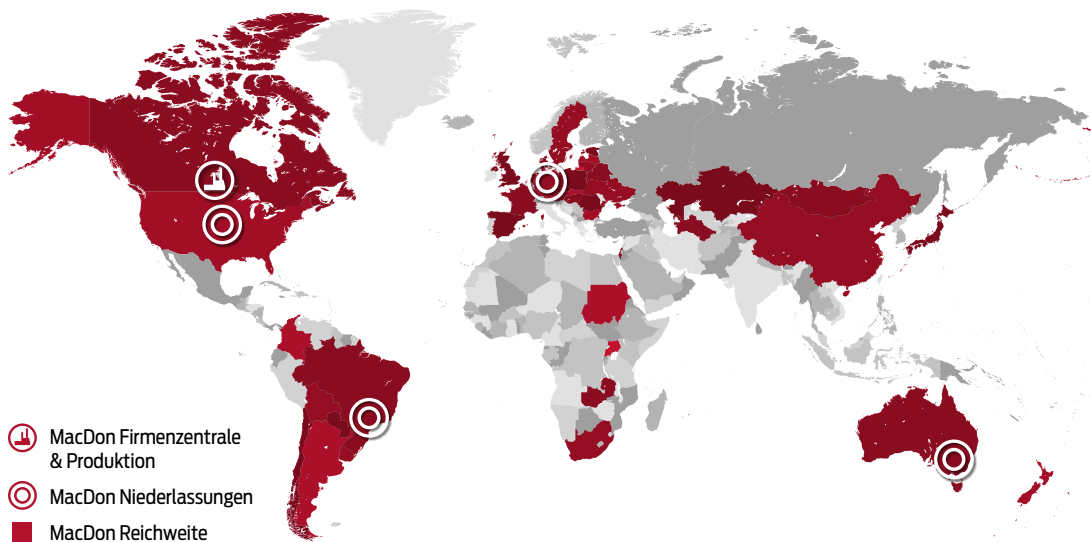 MacDon Firmenzentrale
& Produktion
MacDon Niederlassungen
MacDon Reichweite